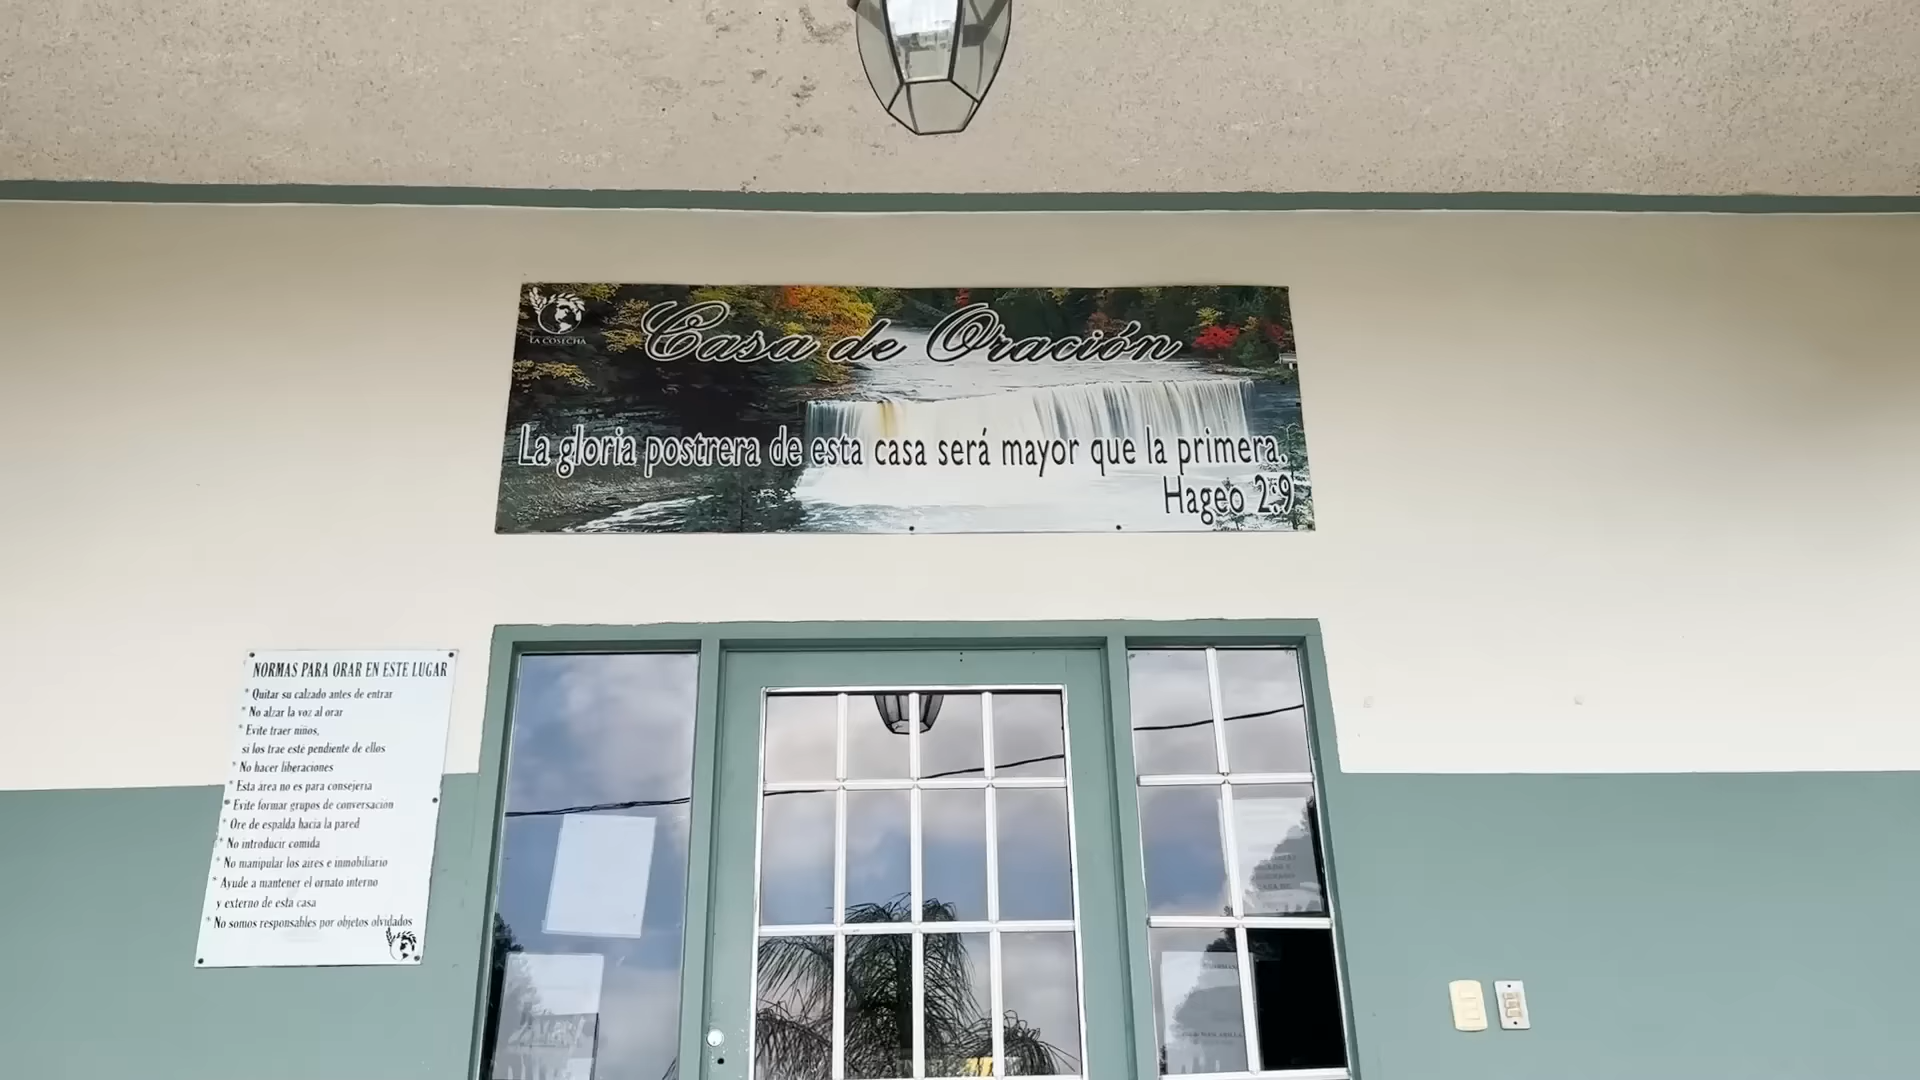 LA COSECHA
Casa de Oración
La gloria postrera de esta casa será mayor que la primera.
Hageo 2:9
NORMAS PARA ORAR EN ESTE LUGAR
* Quitar su calzado antes de entrar
* No alzar la voz al orar
* Evite traer niños,
si los trae esté pendiente de ellos
* No hacer liberaciones
* Esta área no es para consejería
* Evite formar grupos de conversación
* Ore de espalda hacia la pared
* No introducir comida
* No manipular los aires e inmobiliario
* Ayude a mantener el ornato interno
y externo de esta casa
* No somos responsables por objetos olvidados